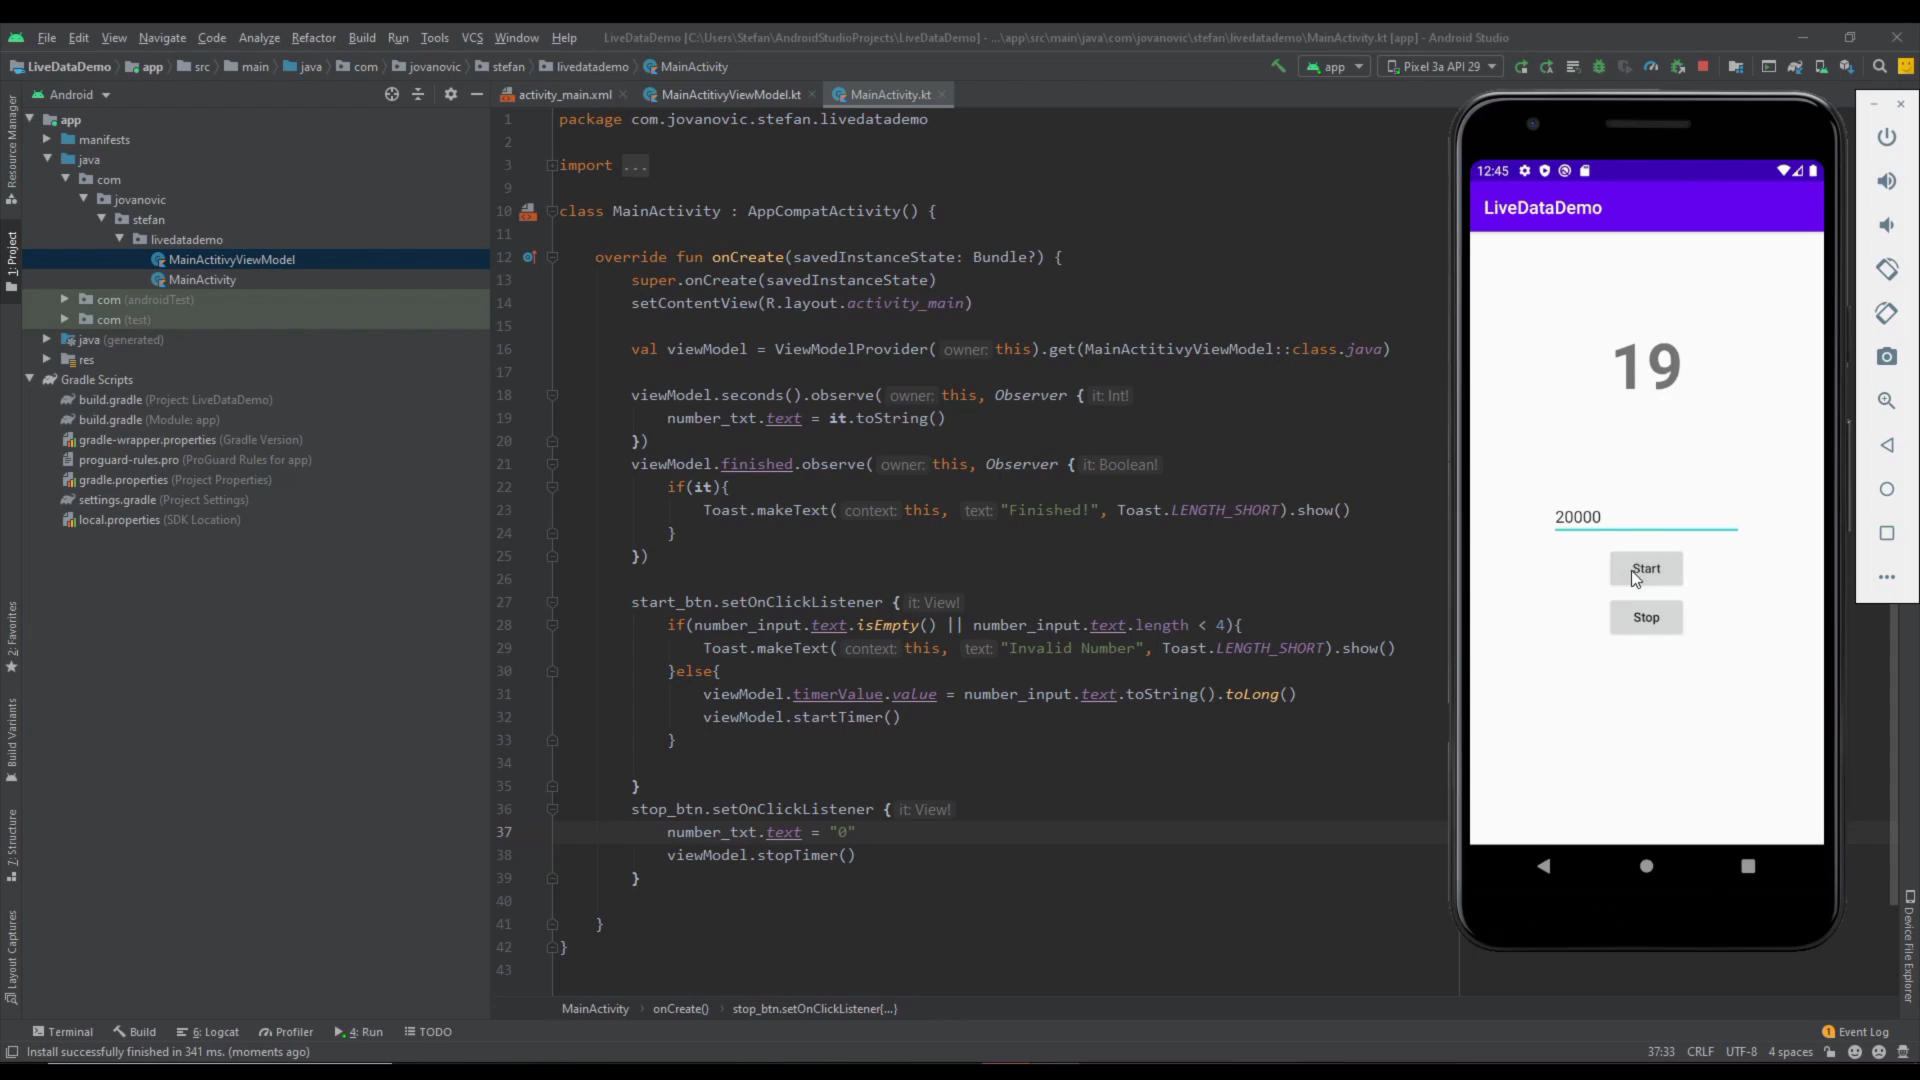 File Edit View Navigate Code Analyze Refactor Build Run Tools VCS Window Help LiveDataDemo [C:\Users\Stefan\AndroidStudioProjects\LiveDataDemo] - ...\app\src\main\java\com\jovanovic\stefan\livedatademo\MainActivity.kt [app] - Android Studio
LiveDataDemo app src main java com jovanovic stefan livedatademo MainActivity app Pixel 3a API 29
Android
activity_main.xml MainActitivyViewModel.kt MainActivity.kt
Resource Manager
1: Project
2: Favorites
Build Variants
7: Structure
Layout Captures
app
manifests
java
com
jovanovic
stefan
livedatademo
MainActitivyViewModel
MainActivity
com (androidTest)
com (test)
java (generated)
res
Gradle Scripts
build.gradle (Project: LiveDataDemo)
build.gradle (Module: app)
gradle-wrapper.properties (Gradle Version)
proguard-rules.pro (ProGuard Rules for app)
gradle.properties (Project Properties)
settings.gradle (Project Settings)
local.properties (SDK Location)
1 package com.jovanovic.stefan.livedatademo
2
3 import ...
9
10 class MainActivity : AppCompatActivity() {
11
12 override fun onCreate(savedInstanceState: Bundle?) {
13 super.onCreate(savedInstanceState)
14 setContentView(R.layout.activity_main)
15
16 val viewModel = ViewModelProvider( owner: this).get(MainActitivyViewModel::class.java)
17
18 viewModel.seconds().observe( owner: this, Observer { it: Int!
19 number_txt.text = it.toString()
20 })
21 viewModel.finished.observe( owner: this, Observer { it: Boolean!
22 if(it){
23 Toast.makeText( context: this, text: "Finished!", Toast.LENGTH_SHORT).show()
24 }
25 })
26
27 start_btn.setOnClickListener { it: View!
28 if(number_input.text.isEmpty() || number_input.text.length < 4){
29 Toast.makeText( context: this, text: "Invalid Number", Toast.LENGTH_SHORT).show()
30 }else{
31 viewModel.timerValue.value = number_input.text.toString().toLong()
32 viewModel.startTimer()
33 }
34
35 }
36 stop_btn.setOnClickListener { it: View!
37 number_txt.text = "0"
38 viewModel.stopTimer()
39 }
40
41 }
42 }
43
MainActivity onCreate() stop_btn.setOnClickListener{...}
12:45
LiveDataDemo
19
20000
Start
Stop
Device File Explorer
Terminal Build 6: Logcat Profiler 4: Run TODO 1 Event Log
Install successfully finished in 341 ms. (moments ago) 37:33 CRLF UTF-8 4 spaces